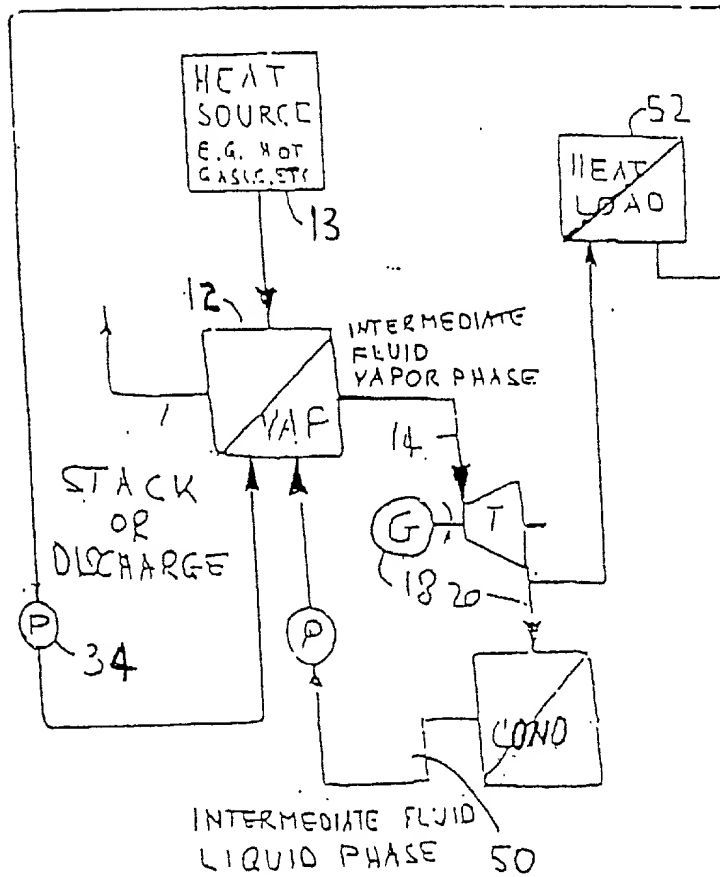 HEAT
SOURCE
E.G. HOT
GASES, ETC
13
52
HEAT
LOAD
12
INTERMEDIATE
FLUID
VAPOR PHASE
VAP
14
STACK
OR
DISCHARGE
G
T
18
20
P
34
P
COND
INTERMEDIATE FLUID
LIQUID PHASE
50